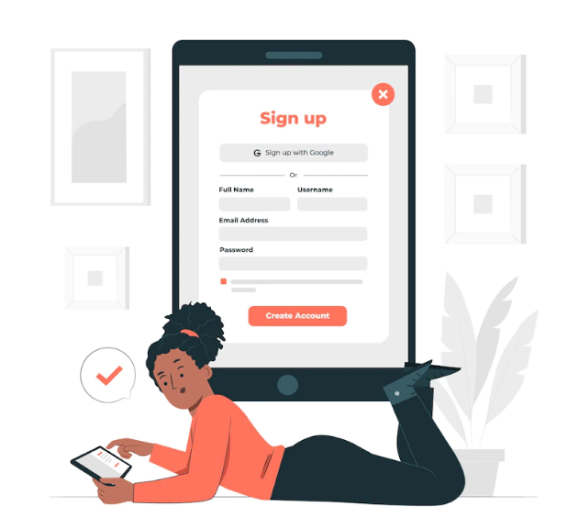 Sign up
G Sign up with Google
Or
Full Name Username
Email Address
Password
Create Account